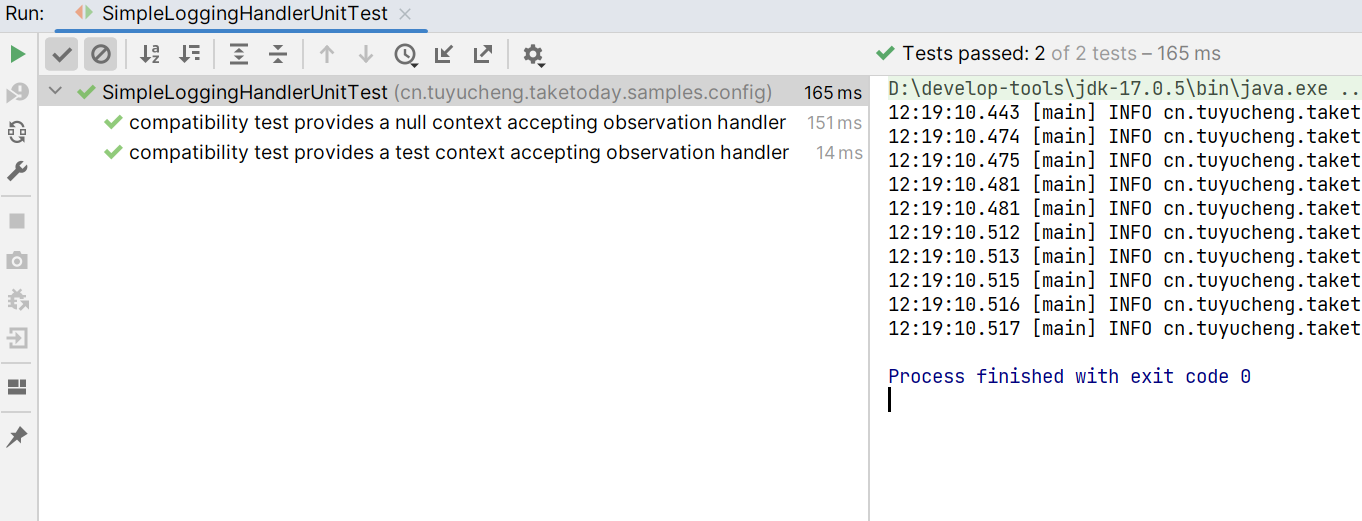 Run: SimpleLoggingHandlerUnitTest
Tests passed: 2 of 2 tests – 165 ms
SimpleLoggingHandlerUnitTest (cn.tuyucheng.taketoday.samples.config) 165 ms
compatibility test provides a null context accepting observation handler 151 ms
compatibility test provides a test context accepting observation handler 14 ms
D:\develop-tools\jdk-17.0.5\bin\java.exe ..
12:19:10.443 [main] INFO cn.tuyucheng.taket
12:19:10.474 [main] INFO cn.tuyucheng.taket
12:19:10.475 [main] INFO cn.tuyucheng.taket
12:19:10.481 [main] INFO cn.tuyucheng.taket
12:19:10.481 [main] INFO cn.tuyucheng.taket
12:19:10.512 [main] INFO cn.tuyucheng.taket
12:19:10.513 [main] INFO cn.tuyucheng.taket
12:19:10.515 [main] INFO cn.tuyucheng.taket
12:19:10.516 [main] INFO cn.tuyucheng.taket
12:19:10.517 [main] INFO cn.tuyucheng.taket
Process finished with exit code 0